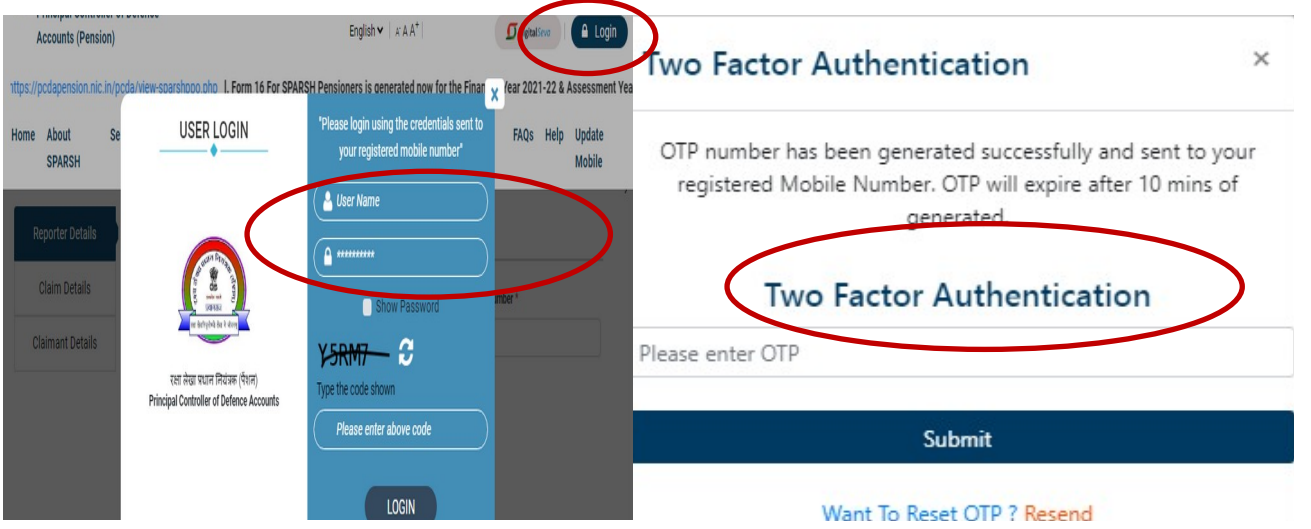 Accounts (Pension)
English | A- A A+ |
DigitalSeva
Login
https://pcdapension.nic.in/pcda/view-sparshppo.php | Form 16 For SPARSH Pensioners is generated now for the Finan Year 2021-22 & Assessment Yea
X
Home About SPARSH Se
FAQs Help Update Mobile
USER LOGIN
"Please login using the credentials sent to
your registered mobile number"
User Name
**********
Show Password
Reporter Details
Claim Details
Claimant Details
umber *
Y5RM7
Type the code shown
Please enter above code
LOGIN
रक्षा लेखा प्रधान नियंत्रक (पेंशन)
Principal Controller of Defence Accounts
Two Factor Authentication
×
OTP number has been generated successfully and sent to your
registered Mobile Number. OTP will expire after 10 mins of
generated
Two Factor Authentication
Please enter OTP
Submit
Want To Reset OTP ? Resend